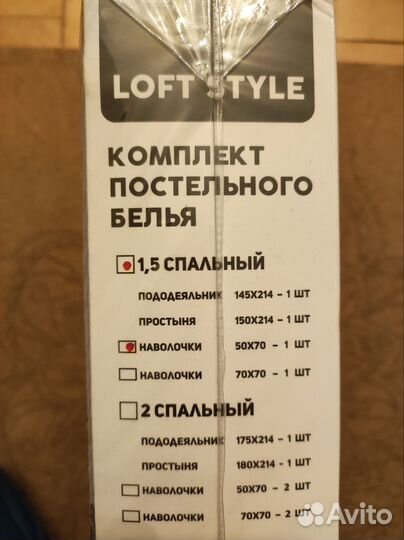 LOFT STYLE
КОМПЛЕКТ
ПОСТЕЛЬНОГО
БЕЛЬЯ
1,5 СПАЛЬНЫЙ
ПОДОДЕЯЛЬНИК 145Х214 - 1 ШТ
ПРОСТЫНЯ 150Х214 - 1 ШТ
НАВОЛОЧКИ 50Х70 - 1 ШТ
НАВОЛОЧКИ 70Х70 - 1 ШТ
2 СПАЛЬНЫЙ
ПОДОДЕЯЛЬНИК 175Х214 - 1 ШТ
ПРОСТЫНЯ 180Х214 - 1 ШТ
НАВОЛОЧКИ 50Х70 - 2 ШТ
НАВОЛОЧКИ 70Х70 - 2 ШТ
Avito